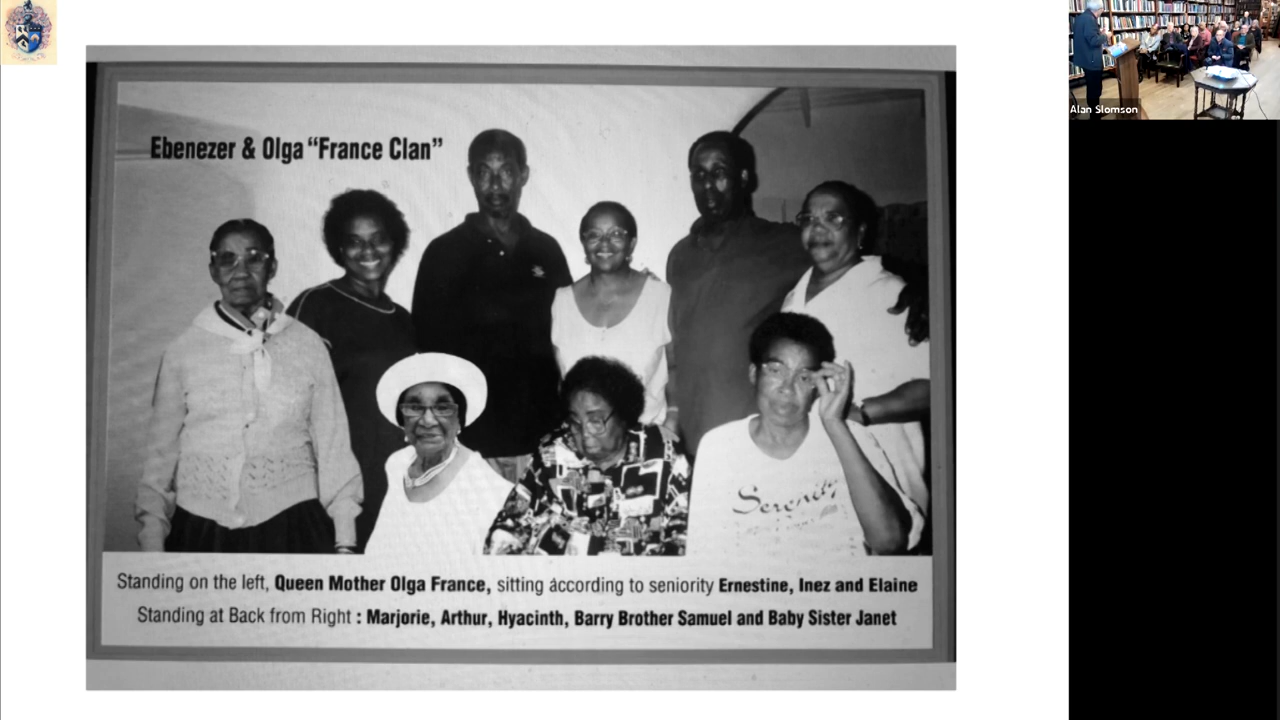 Ebenezer & Olga “France Clan”
Serenity
Standing on the left, Queen Mother Olga France, sitting according to seniority Ernestine, Inez and Elaine
Standing at Back from Right : Marjorie, Arthur, Hyacinth, Barry Brother Samuel and Baby Sister Janet
Alan Slomson